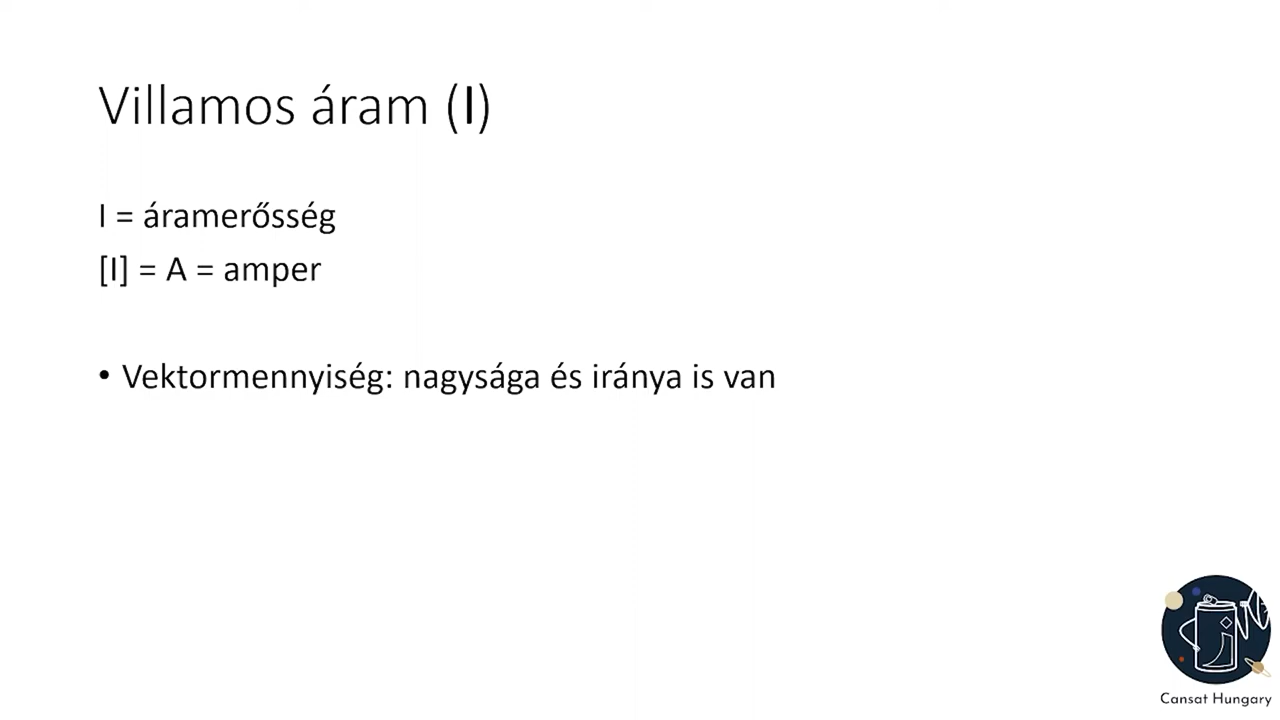 Villamos áram (I)
I = áramerősség
[I] = A = amper
• Vektormennyiség: nagysága és iránya is van
Cansat Hungary